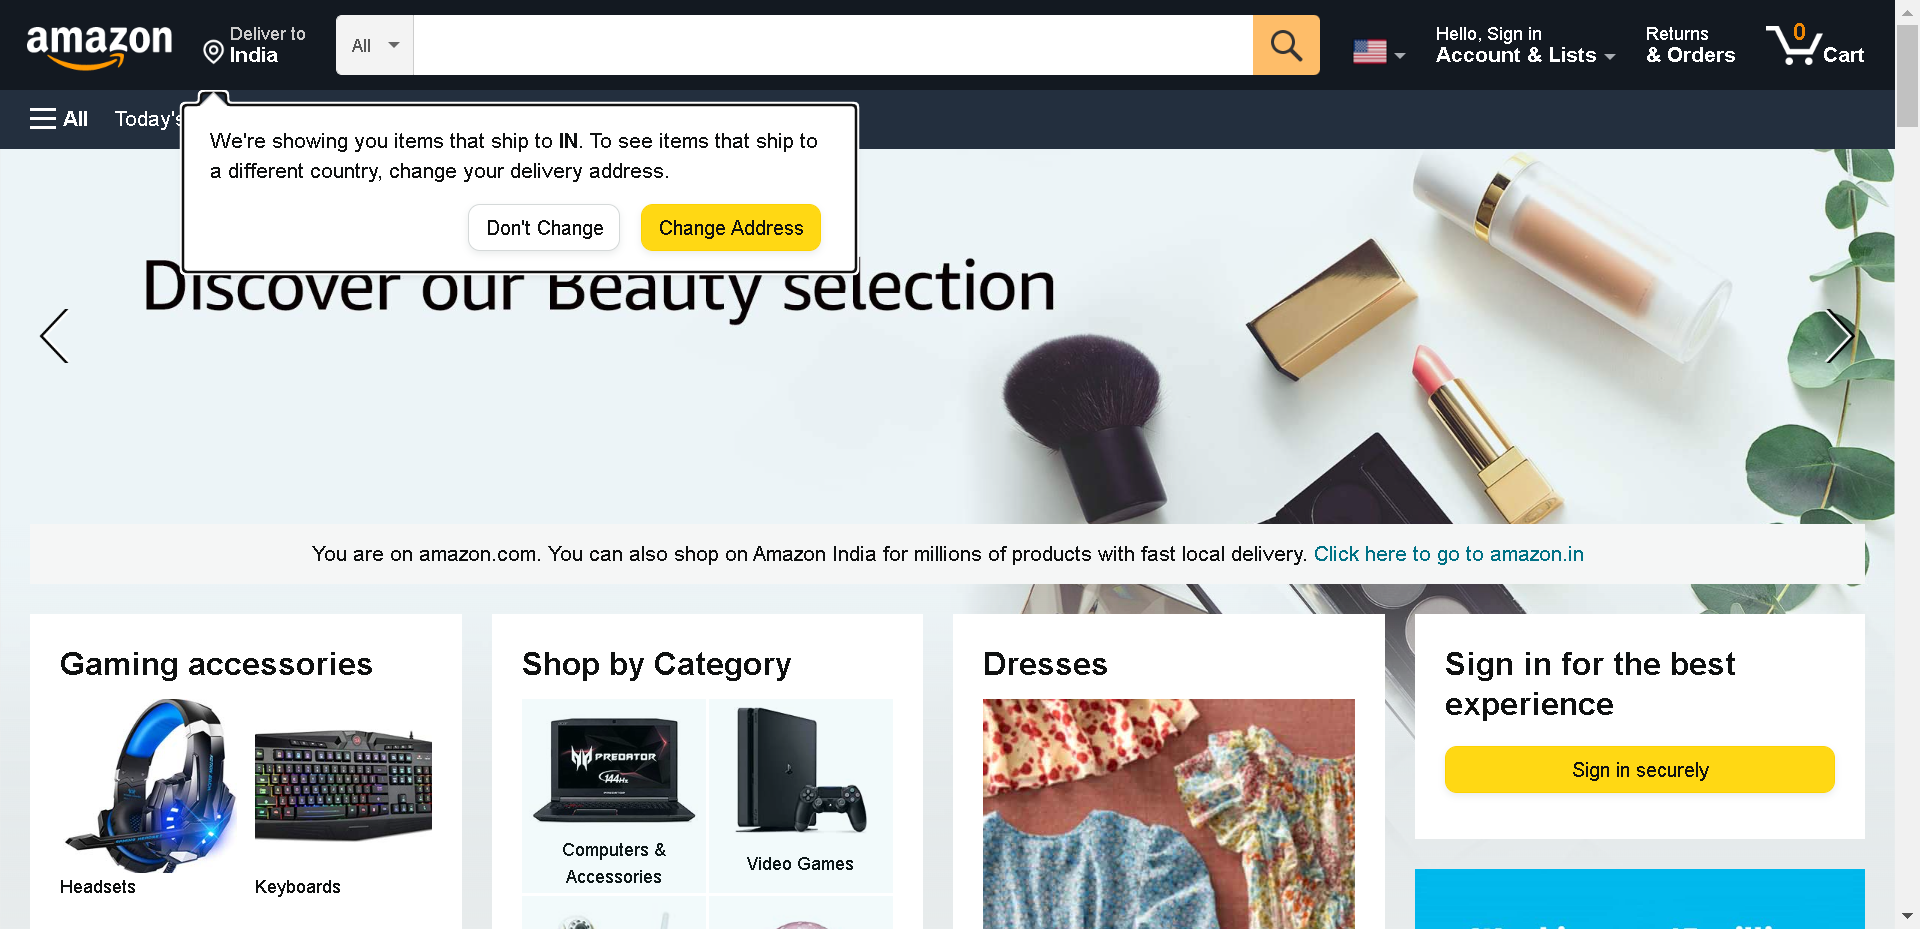 amazon
Deliver to
India
All
Hello, Sign in
Account & Lists
Returns
& Orders
0
Cart
All
Today's
We're showing you items that ship to IN. To see items that ship to
a different country, change your delivery address.
Don't Change
Change Address
Discover our Beauty selection
You are on amazon.com. You can also shop on Amazon India for millions of products with fast local delivery. Click here to go to amazon.in
Gaming accessories
Headsets
Keyboards
Shop by Category
PREDATOR
144Hz
Computers &
Accessories
Video Games
Dresses
Sign in for the best
experience
Sign in securely